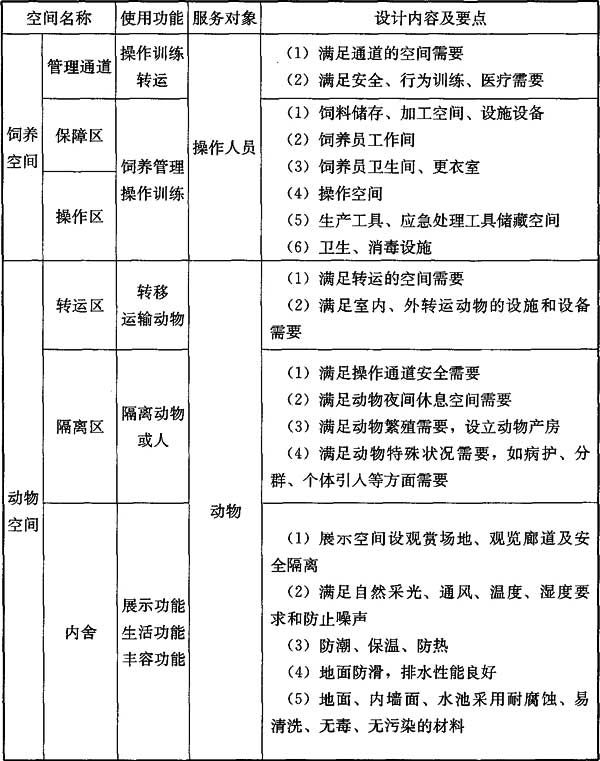 空间名称 使用功能 服务对象 设计内容及要点
饲养
空间
管理通道
操作训练
转运
操作人员
(1) 满足通道的空间需要
(2) 满足安全、行为训练、医疗需要
保障区
操作区
饲养管理
操作训练
(1) 饲料储存、加工空间、设施设备
(2) 饲养员工作间
(3) 饲养员卫生间、更衣室
(4) 操作空间
(5) 生产工具、应急处理工具储藏空间
(6) 卫生、消毒设施
动物
空间
转运区
转移
运输动物
动物
(1) 满足转运的空间需要
(2) 满足室内、外转运动物的设施和设备
需要
隔离区
隔离动物
或人
(1) 满足操作通道安全需要
(2) 满足动物夜间休息空间需要
(3) 满足动物繁殖需要，设立动物产房
(4) 满足动物特殊状况需要，如病护、分
群、个体引人等方面需要
内舍
展示功能
生活功能
丰容功能
(1) 展示空间设观赏场地、观览廊道及安
全隔离
(2) 满足自然采光、通风、温度、湿度要
求和防止噪声
(3) 防潮、保温、防热
(4) 地面防滑，排水性能良好
(5) 地面、内墙面、水池采用耐腐蚀、易
清洗、无毒、无污染的材料